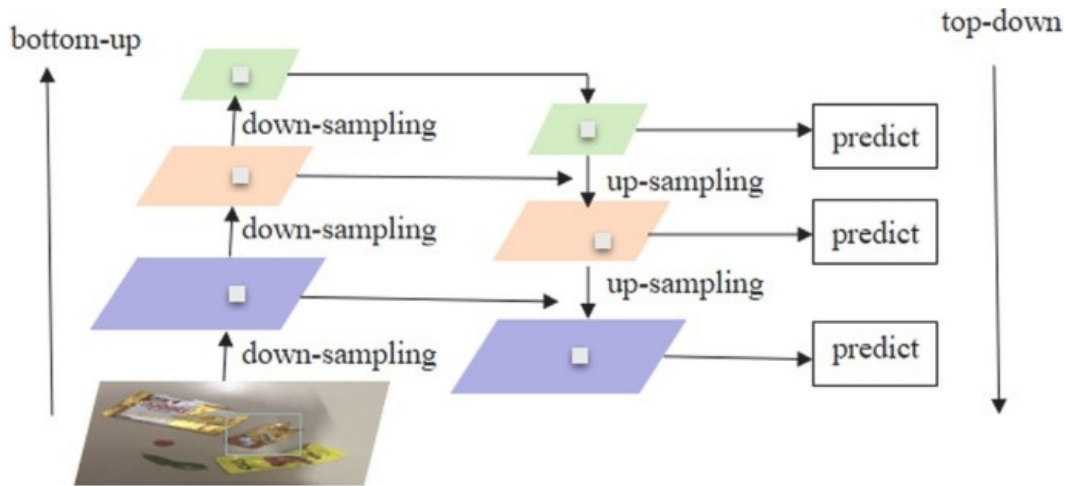 bottom-up
top-down
down-sampling
predict
up-sampling
down-sampling
predict
up-sampling
down-sampling
predict